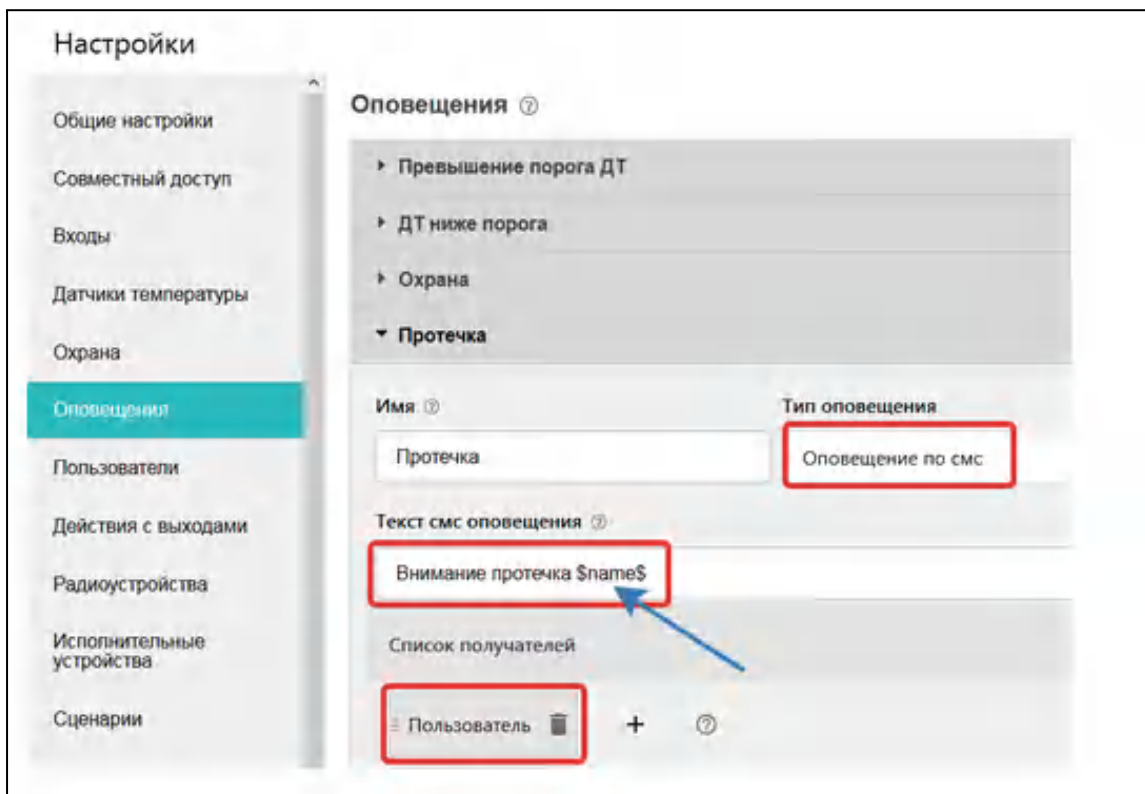 Настройки
Общие настройки
Совместный доступ
Входы
Датчики температуры
Охрана
Оповещения
Пользователи
Действия с выходами
Радиоустройства
Исполнительные
устройства
Сценарии
Оповещения
Превышение порога ДТ
ДТ ниже порога
Охрана
Протечка
Имя
Тип оповещения
Протечка
Оповещение по смс
Текст смс оповещения
Внимание протечка $name$
Список получателей
Пользователь